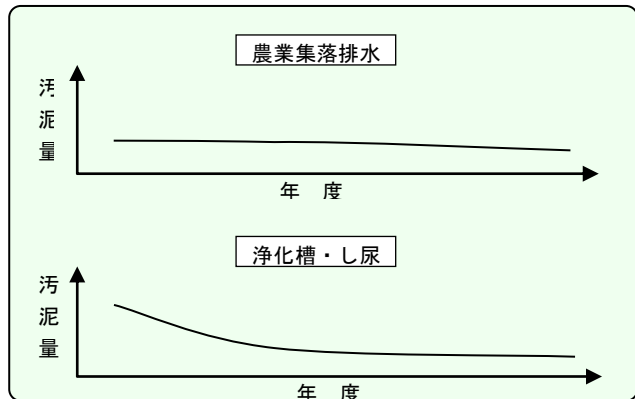 農業集落排水
汚泥量
年 度
浄化槽・し尿
汚泥量
年 度